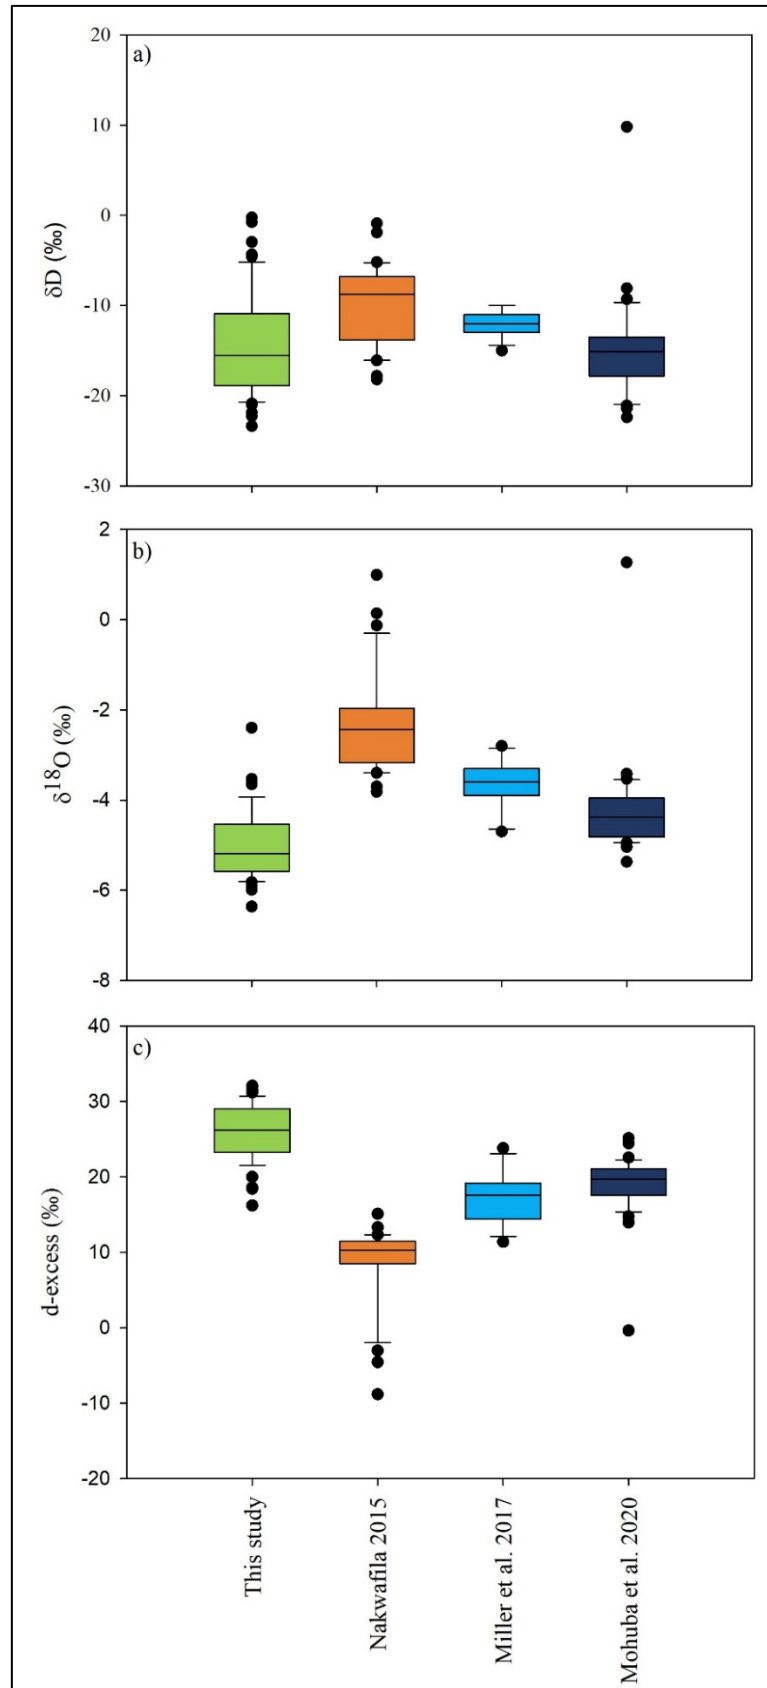 20
a)
10
0
-10
-20
-30
δD (‰)
2
b)
0
-2
-4
-6
-8
δ¹⁸O (‰)
40
c)
30
20
10
0
-10
-20
d-excess (‰)
This study
Nakwafila 2015
Miller et al. 2017
Mohuba et al. 2020